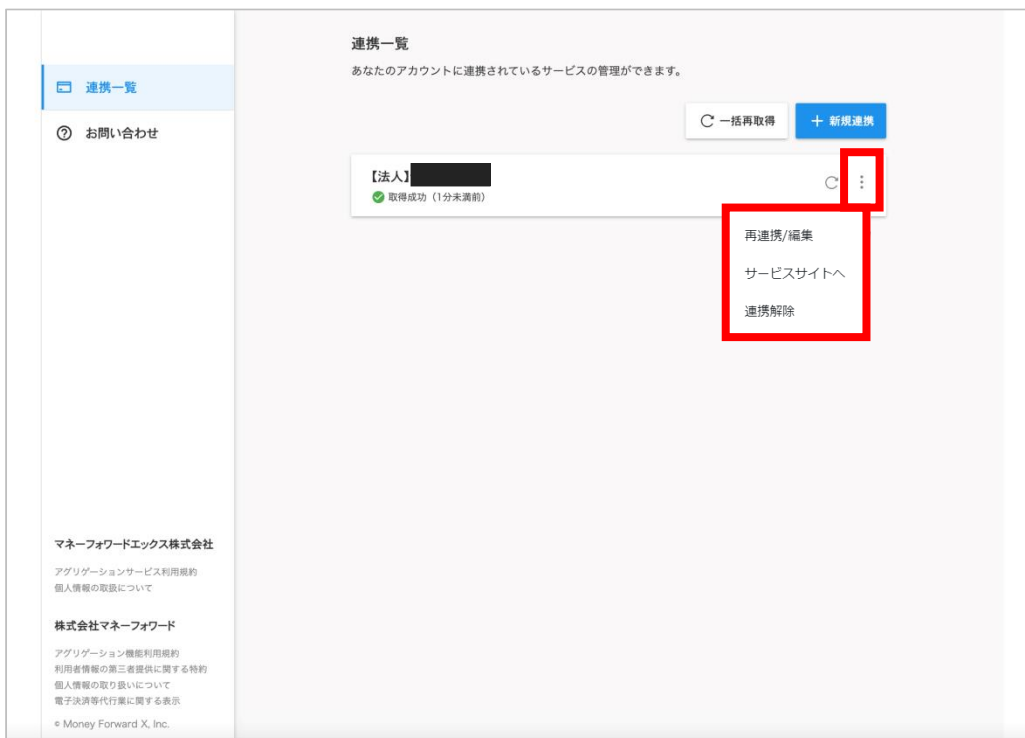 連携一覧
お問い合わせ
連携一覧
あなたのアカウントに連携されているサービスの管理ができます。
一括再取得
+ 新規連携
【法人】
取得成功（1分未満前）
再連携/編集
サービスサイトへ
連携解除
マネーフォワードエックス株式会社
アグリゲーションサービス利用規約
個人情報の取扱について
株式会社マネーフォワード
アグリゲーション機能利用規約
利用者情報の第三者提供に関する特約
個人情報の取り扱いについて
電子決済等代行業に関する表示
© Money Forward X, Inc.